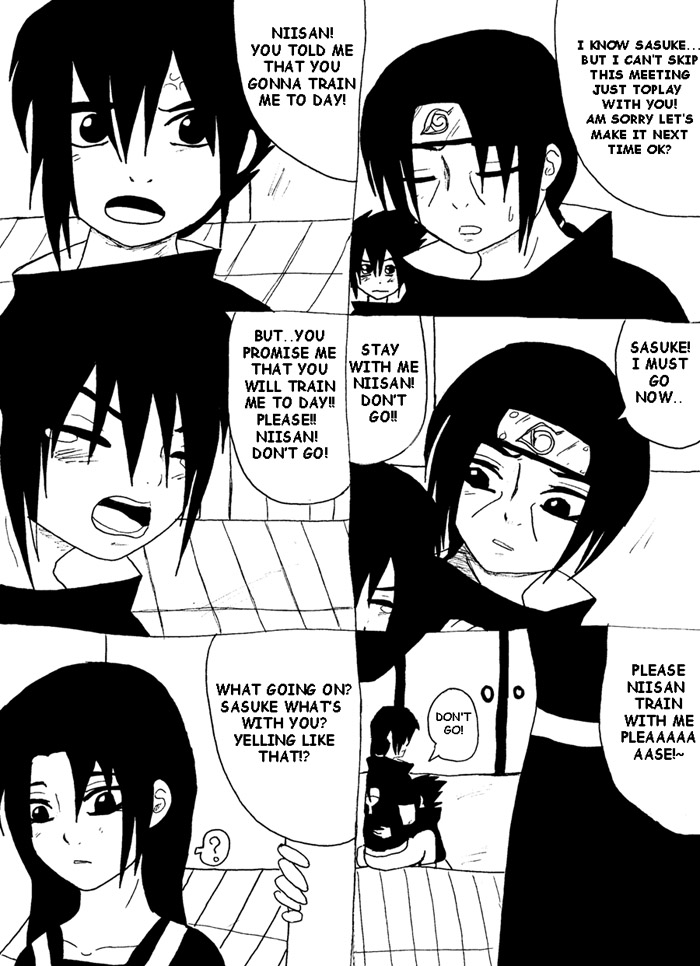 NIISAN!
YOU TOLD ME
THAT YOU
GONNA TRAIN
ME TO DAY!
I KNOW SASUKE...
BUT I CAN'T SKIP
THIS MEETING
JUST TOPLAY
WITH YOU!
AM SORRY LET'S
MAKE IT NEXT
TIME OK?
BUT..YOU
PROMISE ME
THAT YOU
WILL TRAIN
ME TO DAY!!
PLEASE!!
NIISAN!
DON'T GO!
STAY
WITH ME
NIISAN!
DON'T
GO!!
SASUKE!
I MUST
GO
NOW..
WHAT GOING ON?
SASUKE WHAT'S
WITH YOU?
YELLING LIKE
THAT!?
?
DON'T
GO!
PLEASE
NIISAN
TRAIN
WITH ME
PLEAAAAA
AASE!~